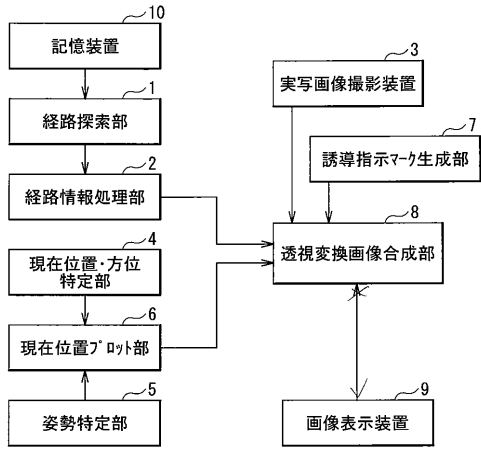 10
記憶装置
1
経路探索部
2
経路情報処理部
4
現在位置・方位
特定部
6
現在位置プロット部
5
姿勢特定部
3
実写画像撮影装置
7
誘導指示マーク生成部
8
透視変換画像合成部
9
画像表示装置